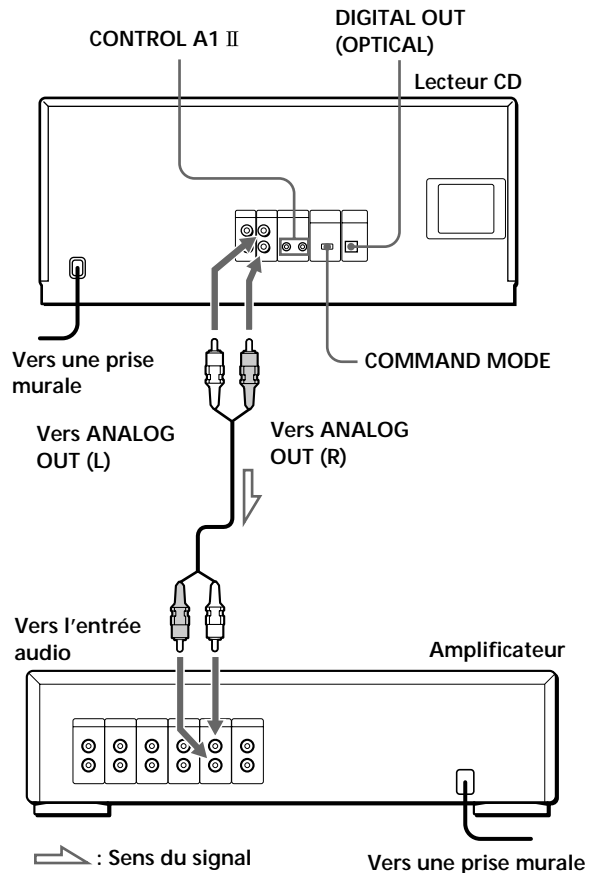 DIGITAL OUT
(OPTICAL)
CONTROL A1 II
Lecteur CD
Vers une prise
murale
COMMAND MODE
Vers ANALOG
OUT (L)
Vers ANALOG
OUT (R)
Vers l'entrée
audio
Amplificateur
: Sens du signal
Vers une prise murale